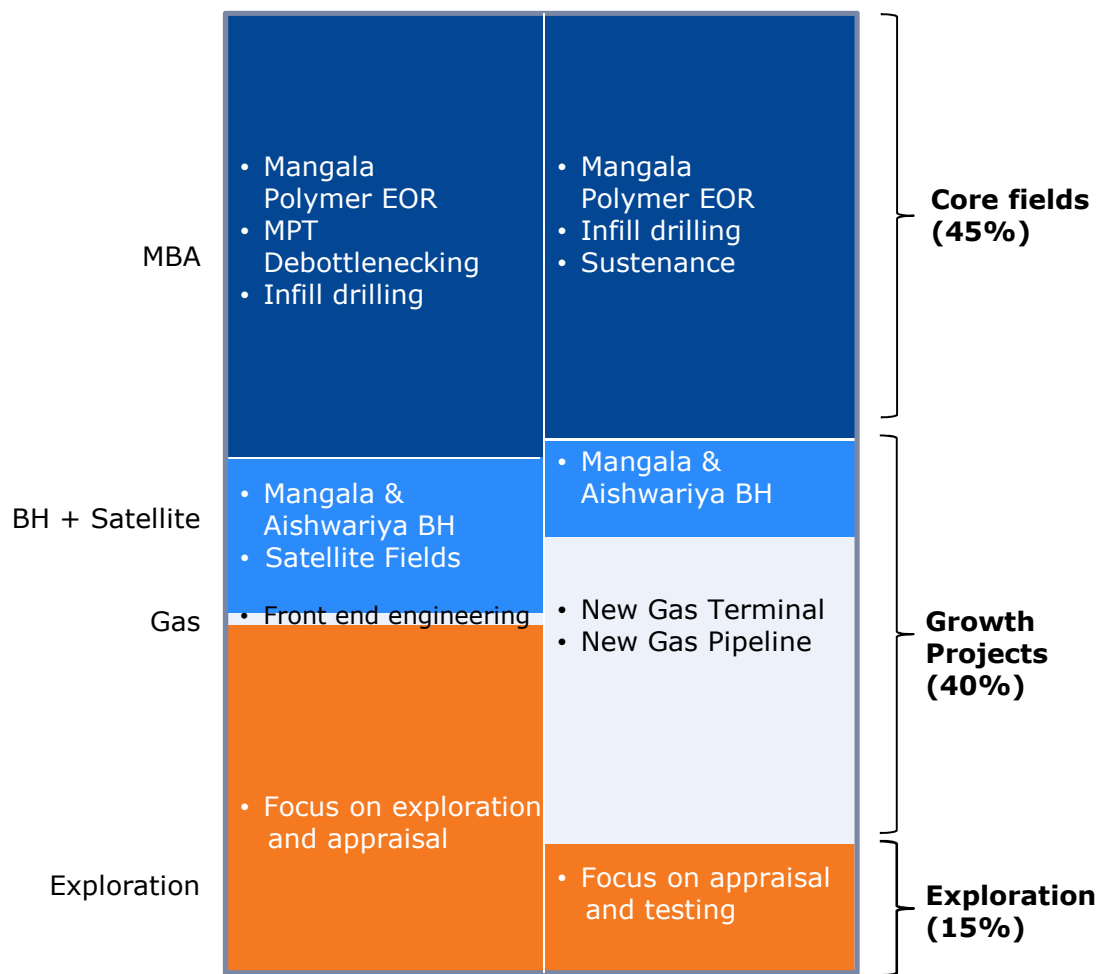 MBA
• Mangala
Polymer EOR
• MPT
Debottlenecking
• Infill drilling
• Mangala
Polymer EOR
• Infill drilling
• Sustenance
Core fields
(45%)
BH + Satellite
• Mangala &
Aishwariya BH
• Satellite Fields
• Mangala &
Aishwariya BH
Gas
• Front end engineering
• New Gas Terminal
• New Gas Pipeline
Growth
Projects
(40%)
Exploration
• Focus on exploration
and appraisal
• Focus on appraisal
and testing
Exploration
(15%)